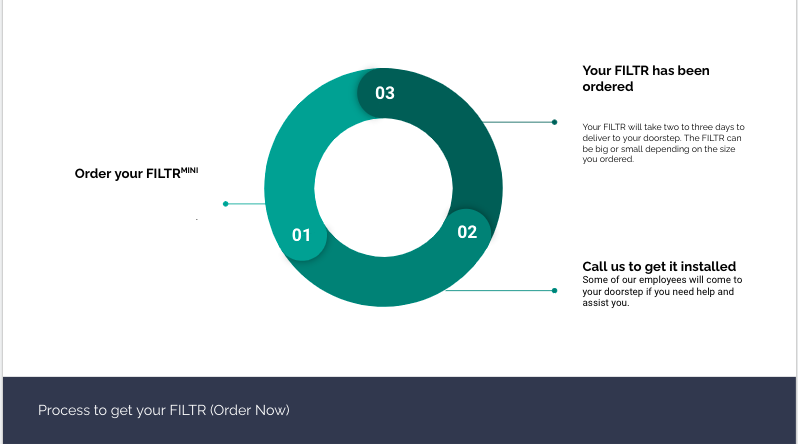 Your FILTR has been
ordered
03
Your FILTR will take two to three days to
deliver to your doorstep. The FILTR can
be big or small depending on the size
you ordered.
Order your FILTRᴹᴵᴺᴵ
.
01
02
Call us to get it installed
Some of our employees will come to
your doorstep if you need help and
assist you.
Process to get your FILTR (Order Now)